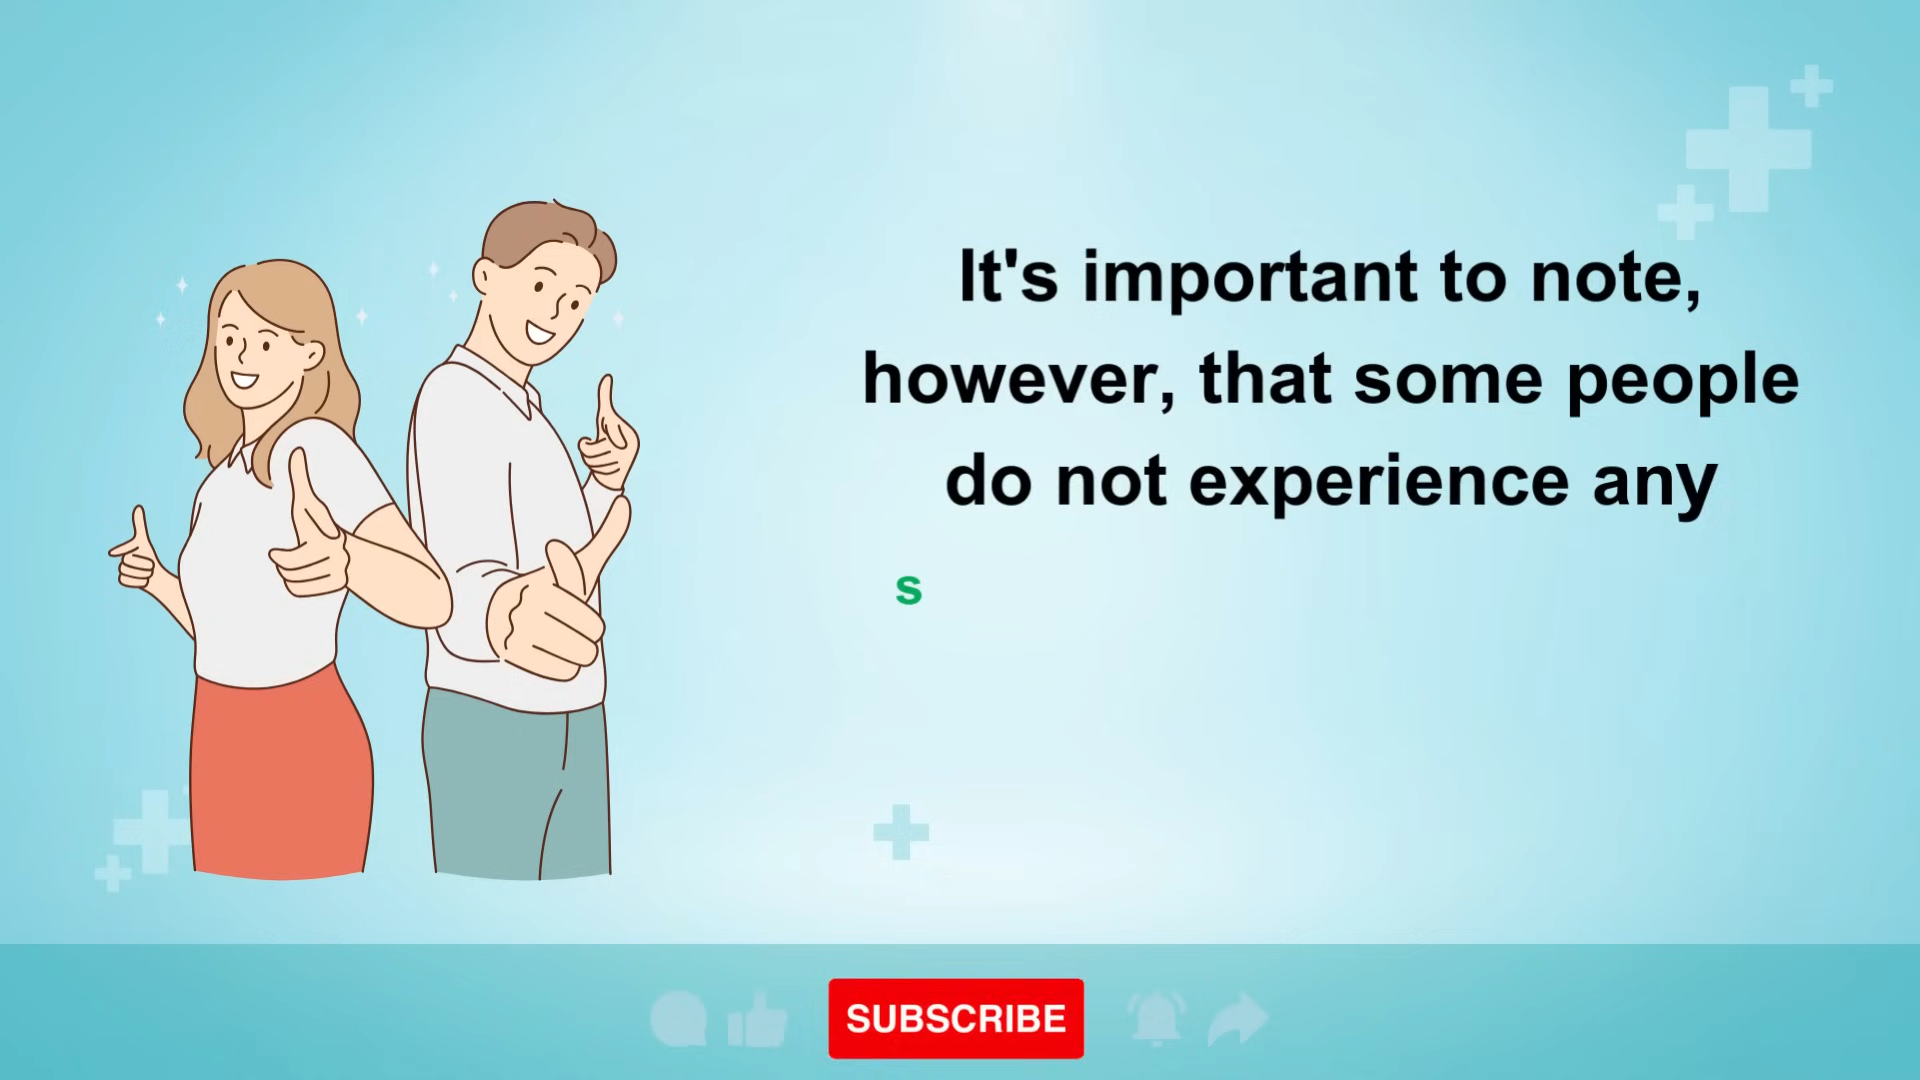 It's important to note,
however, that some people
do not experience any
s
SUBSCRIBE